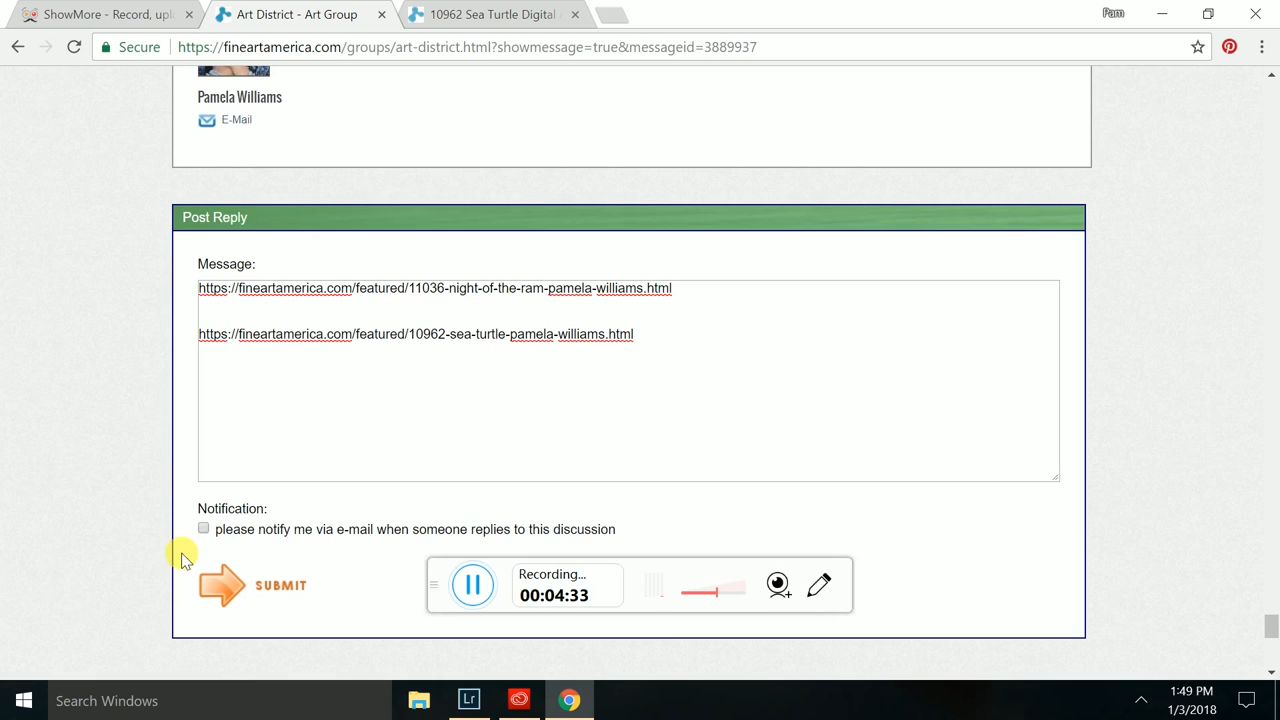 ShowMore - Record, upl
Art District - Art Group
10962 Sea Turtle Digital
Pam
Secure
https://fineartamerica.com/groups/art-district.html?showmessage=true&messageid=3889937
Pamela Williams
E-Mail
Post Reply
Message:
https://fineartamerica.com/featured/11036-night-of-the-ram-pamela-williams.html
https://fineartamerica.com/featured/10962-sea-turtle-pamela-williams.html
Notification:
please notify me via e-mail when someone replies to this discussion
SUBMIT
Recording...
00:04:33
Search Windows
Lr
1:49 PM
1/3/2018